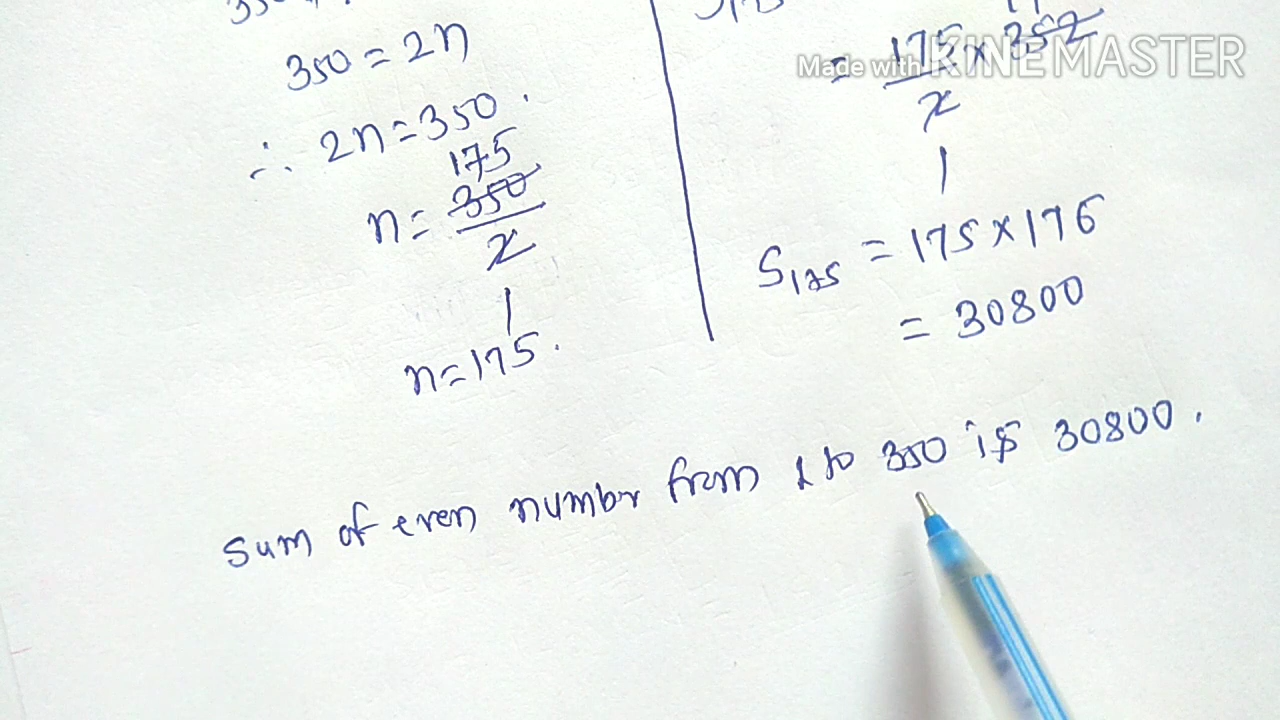 350 = 2n
∴ 2n = 350.
175
n = 350/2
1
n = 175.
= 175/2 × 352
1
S175 = 175 × 176
= 30800
sum of even number from 1 to 350 is 30800.
Made with KINEMASTER